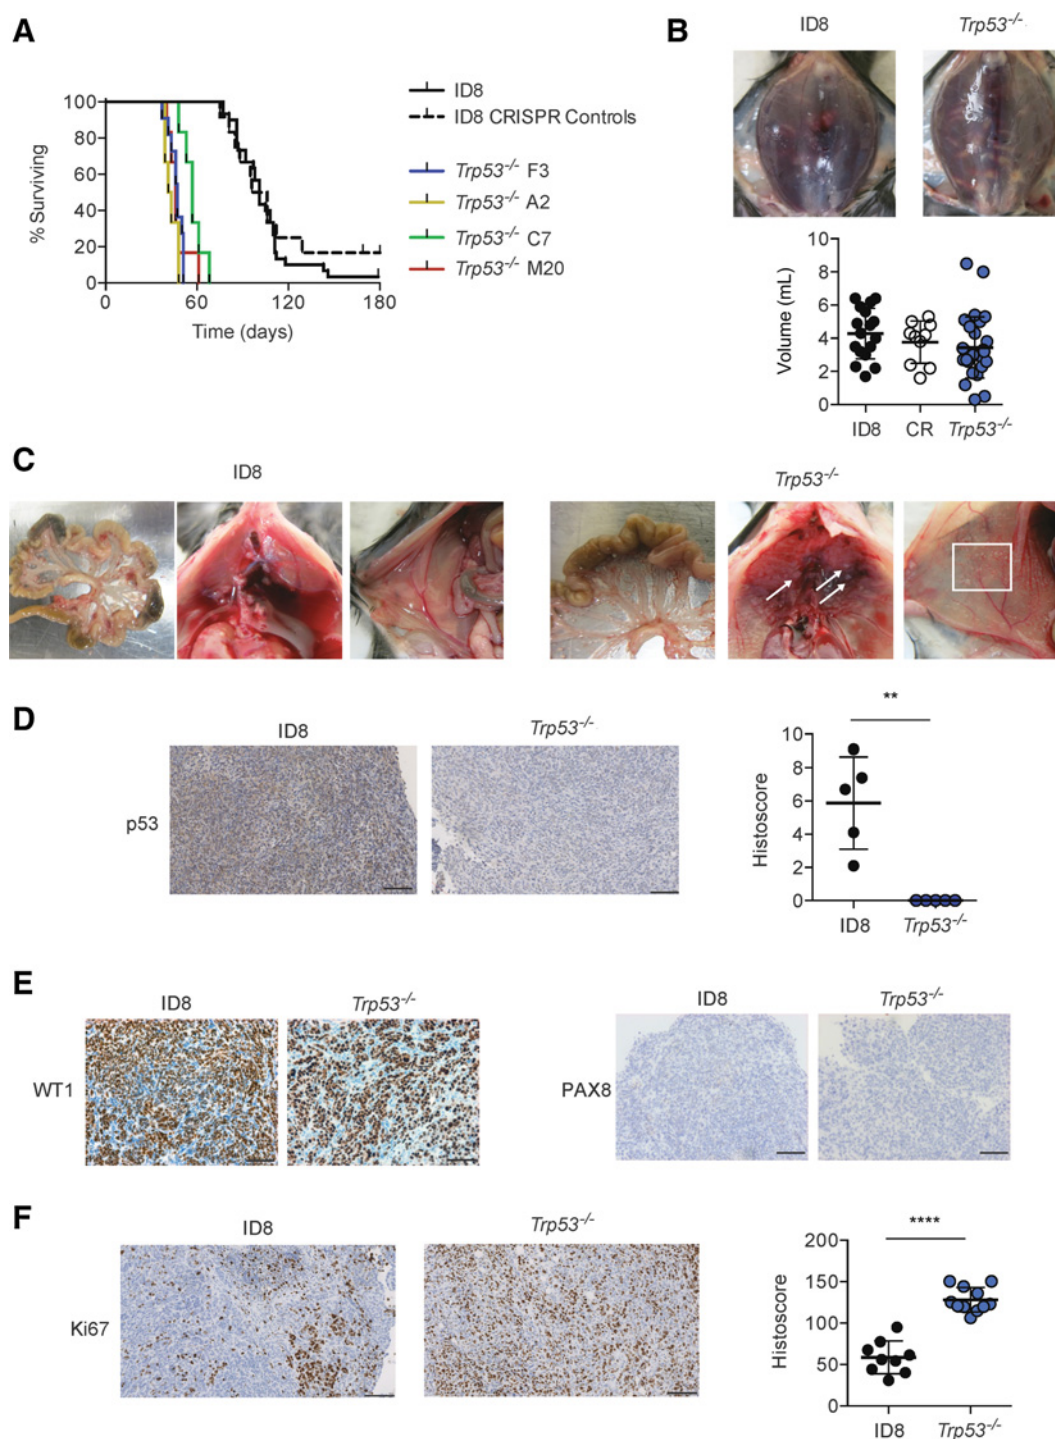 A
ID8
ID8 CRISPR Controls
Trp53-/- F3
Trp53-/- A2
Trp53-/- C7
Trp53-/- M20
100
80
60
40
20
0
% Surviving
0 60 120 180
Time (days)
B
ID8 Trp53-/-
10
8
6
4
2
0
Volume (mL)
ID8 CR Trp53-/-
C
ID8 Trp53-/-
D
ID8 Trp53-/-
p53
**
10
8
6
4
2
0
Histoscore
ID8 Trp53-/-
E
ID8 Trp53-/-
WT1
ID8 Trp53-/-
PAX8
F
ID8 Trp53-/-
Ki67
****
200
150
100
50
0
Histoscore
ID8 Trp53-/-